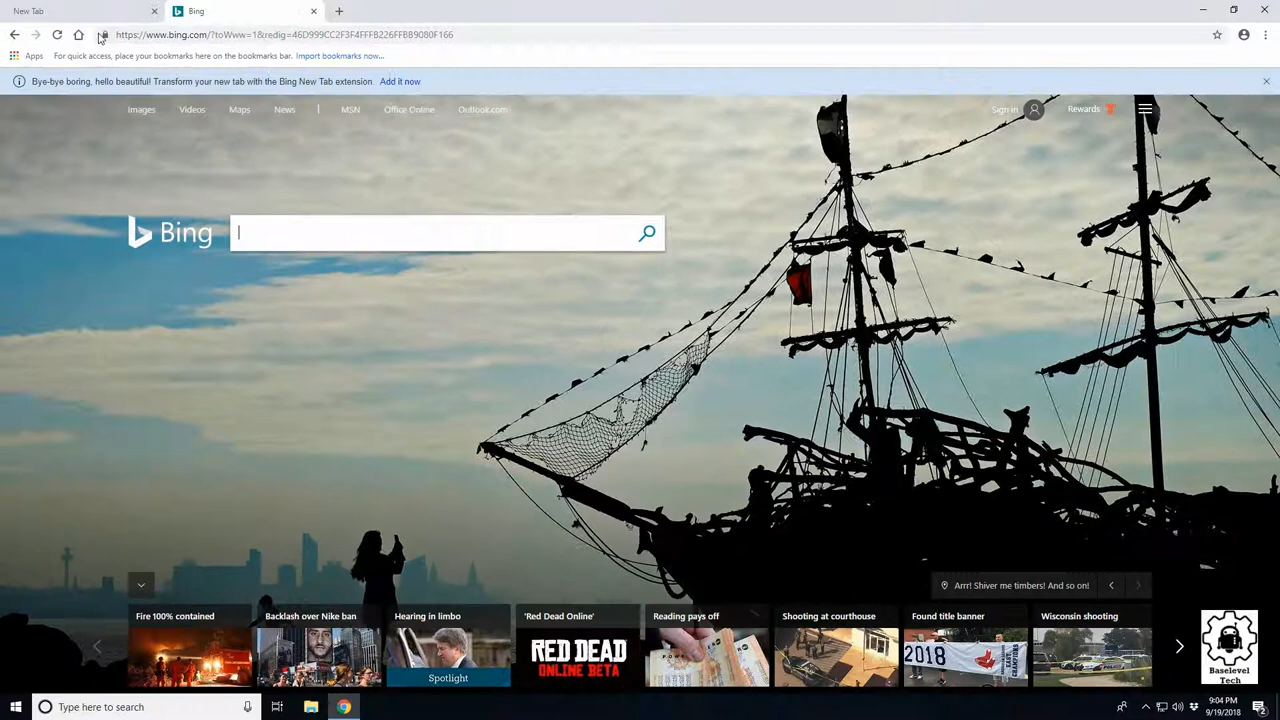 New Tab
Bing
https://www.bing.com/?toWww=1&redig=46D999CC2F3F4FFFB226FFBB9080F166
Apps
For quick access, place your bookmarks here on the bookmarks bar. Import bookmarks now...
Bye-bye boring, hello beautiful! Transform your new tab with the Bing New Tab extension. Add it now
Images Videos Maps News | MSN Office Online Outlook.com Sign in Rewards
Bing
Arrr! Shiver me timbers! And so on!
Fire 100% contained
Backlash over Nike ban
Hearing in limbo
'Red Dead Online'
Reading pays off
Shooting at courthouse
Found title banner
Wisconsin shooting
RED DEAD
ONLINE BETA
2018
Spotlight
Baselevel
Tech
Type here to search
9:04 PM
9/19/2018
2